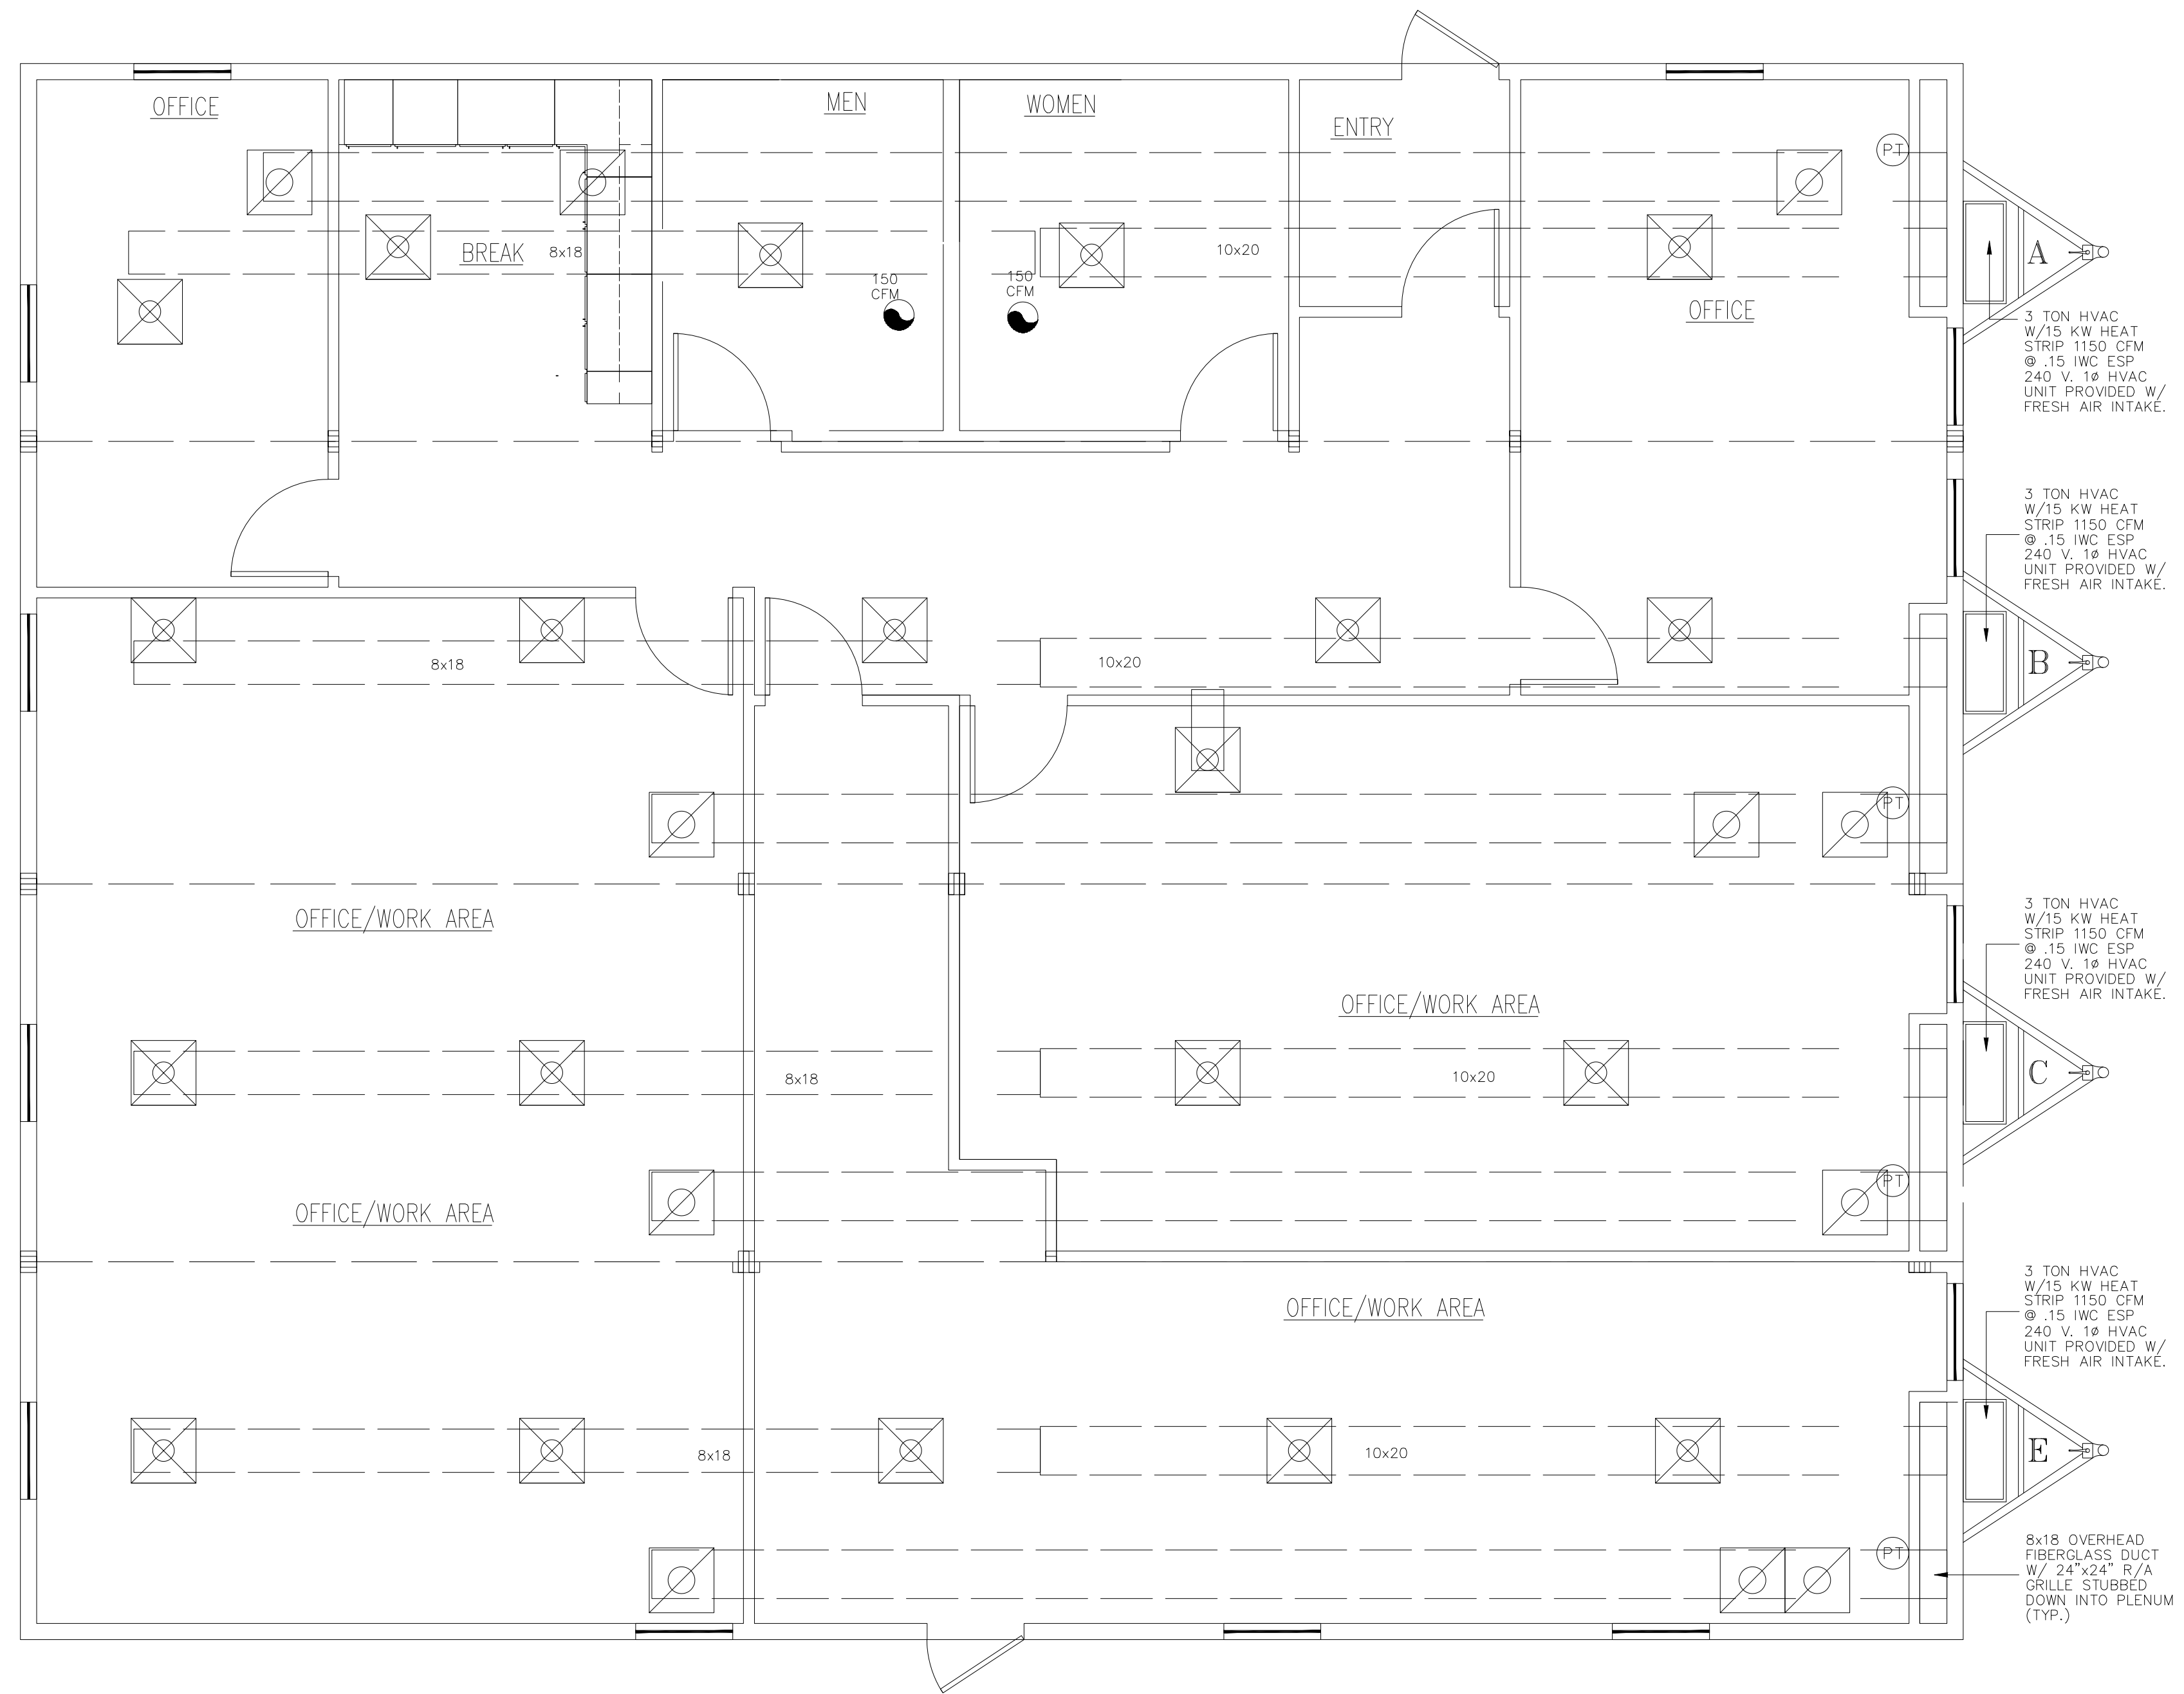 OFFICE
MEN
WOMEN
ENTRY
PT
BREAK
8x18
10x20
A
150
CFM
150
CFM
OFFICE
3 TON HVAC
W/15 KW HEAT
STRIP 1150 CFM
@ .15 IWC ESP
240 V. 1ø HVAC
UNIT PROVIDED W/
FRESH AIR INTAKE.
3 TON HVAC
W/15 KW HEAT
STRIP 1150 CFM
@ .15 IWC ESP
240 V. 1ø HVAC
UNIT PROVIDED W/
FRESH AIR INTAKE.
8x18
10x20
B
PT
OFFICE/WORK AREA
3 TON HVAC
W/15 KW HEAT
STRIP 1150 CFM
@ .15 IWC ESP
240 V. 1ø HVAC
UNIT PROVIDED W/
FRESH AIR INTAKE.
OFFICE/WORK AREA
8x18
10x20
C
PT
OFFICE/WORK AREA
OFFICE/WORK AREA
3 TON HVAC
W/15 KW HEAT
STRIP 1150 CFM
@ .15 IWC ESP
240 V. 1ø HVAC
UNIT PROVIDED W/
FRESH AIR INTAKE.
8x18
10x20
E
PT
8x18 OVERHEAD
FIBERGLASS DUCT
W/ 24"x24" R/A
GRILLE STUBBED
DOWN INTO PLENUM
(TYP.)